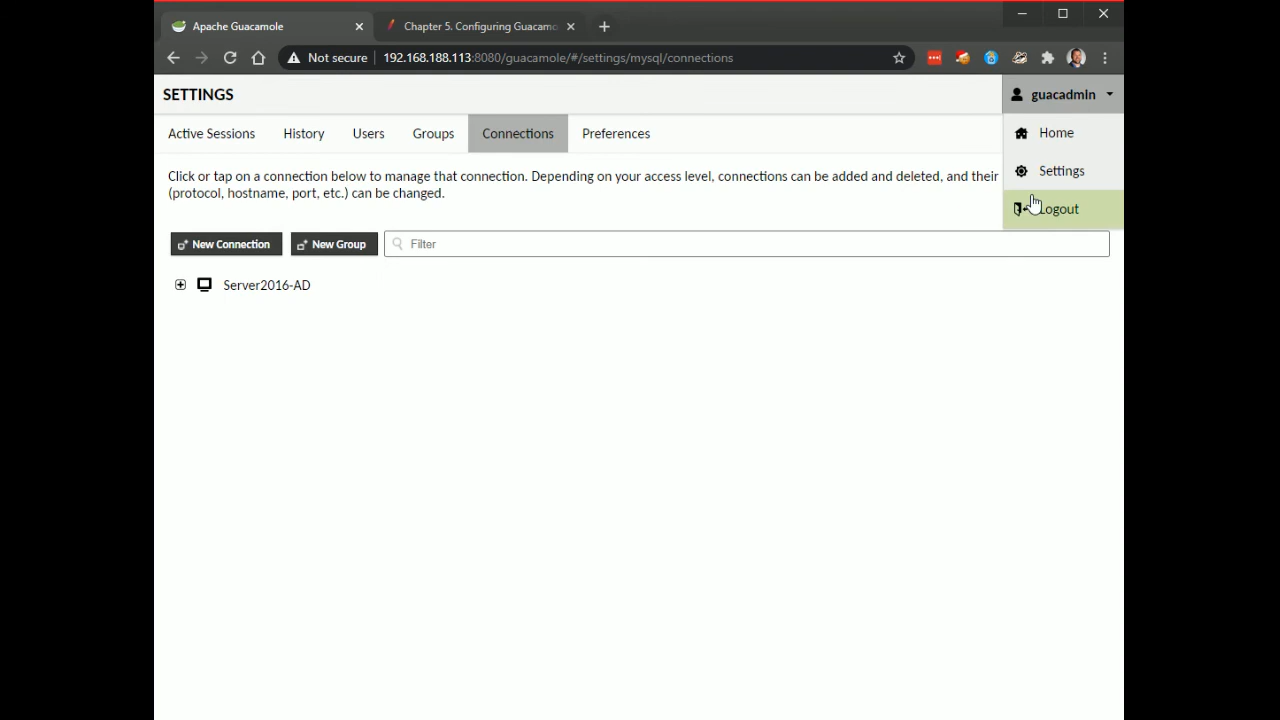 Apache Guacamole
Chapter 5. Configuring Guacamo
Not secure
192.168.188.113:8080/guacamole/#/settings/mysql/connections
SETTINGS
guacadmin
Active Sessions
History
Users
Groups
Connections
Preferences
Home
Settings
Logout
Click or tap on a connection below to manage that connection. Depending on your access level, connections can be added and deleted, and their
(protocol, hostname, port, etc.) can be changed.
New Connection
New Group
Filter
Server2016-AD